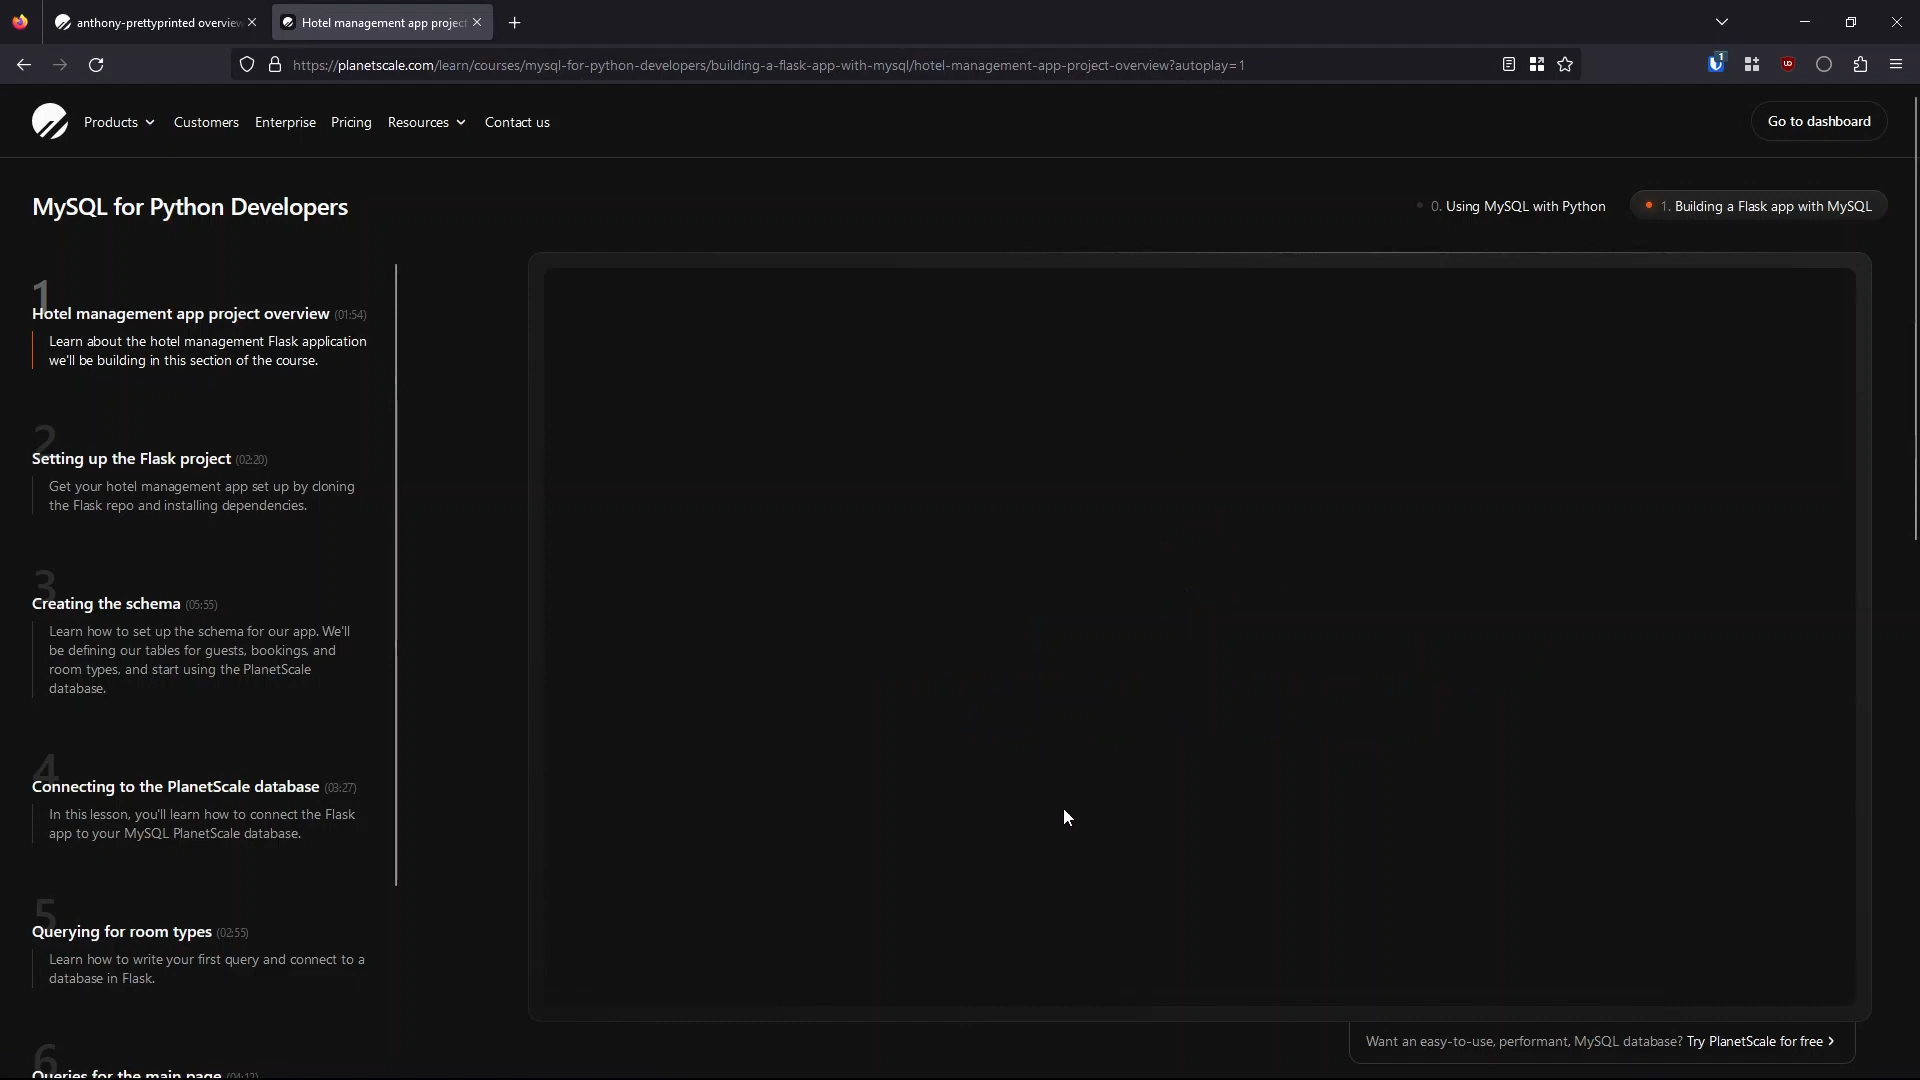 anthony-prettyprinted overview
Hotel management app project
https://planetscale.com/learn/courses/mysql-for-python-developers/building-a-flask-app-with-mysql/hotel-management-app-project-overview?autoplay=1
1
Products
Customers
Enterprise
Pricing
Resources
Contact us
Go to dashboard
MySQL for Python Developers
0. Using MySQL with Python
1. Building a Flask app with MySQL
1
Hotel management app project overview (01:54)
Learn about the hotel management Flask application
we'll be building in this section of the course.
2
Setting up the Flask project (02:20)
Get your hotel management app set up by cloning
the Flask repo and installing dependencies.
3
Creating the schema (05:55)
Learn how to set up the schema for our app. We'll
be defining our tables for guests, bookings, and
room types, and start using the PlanetScale
database.
4
Connecting to the PlanetScale database (03:27)
In this lesson, you'll learn how to connect the Flask
app to your MySQL PlanetScale database.
5
Querying for room types (02:55)
Learn how to write your first query and connect to a
database in Flask.
6
Queries for the main page (04:12)
Want an easy-to-use, performant, MySQL database? Try PlanetScale for free